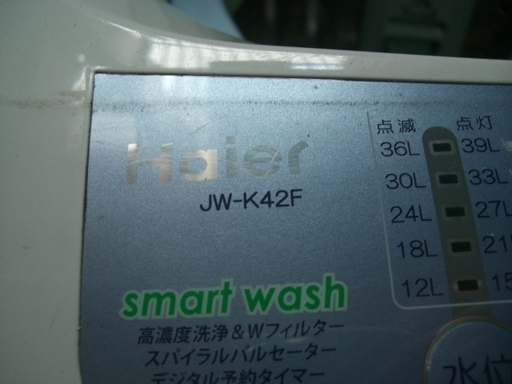 Haier
JW-K42F
点滅 点灯
36L 39L
30L 33L
24L 27L
18L
12L
smart wash
高濃度洗浄&Wフィルター
スパイラルパルセーター
デジタル予約タイマー
水位